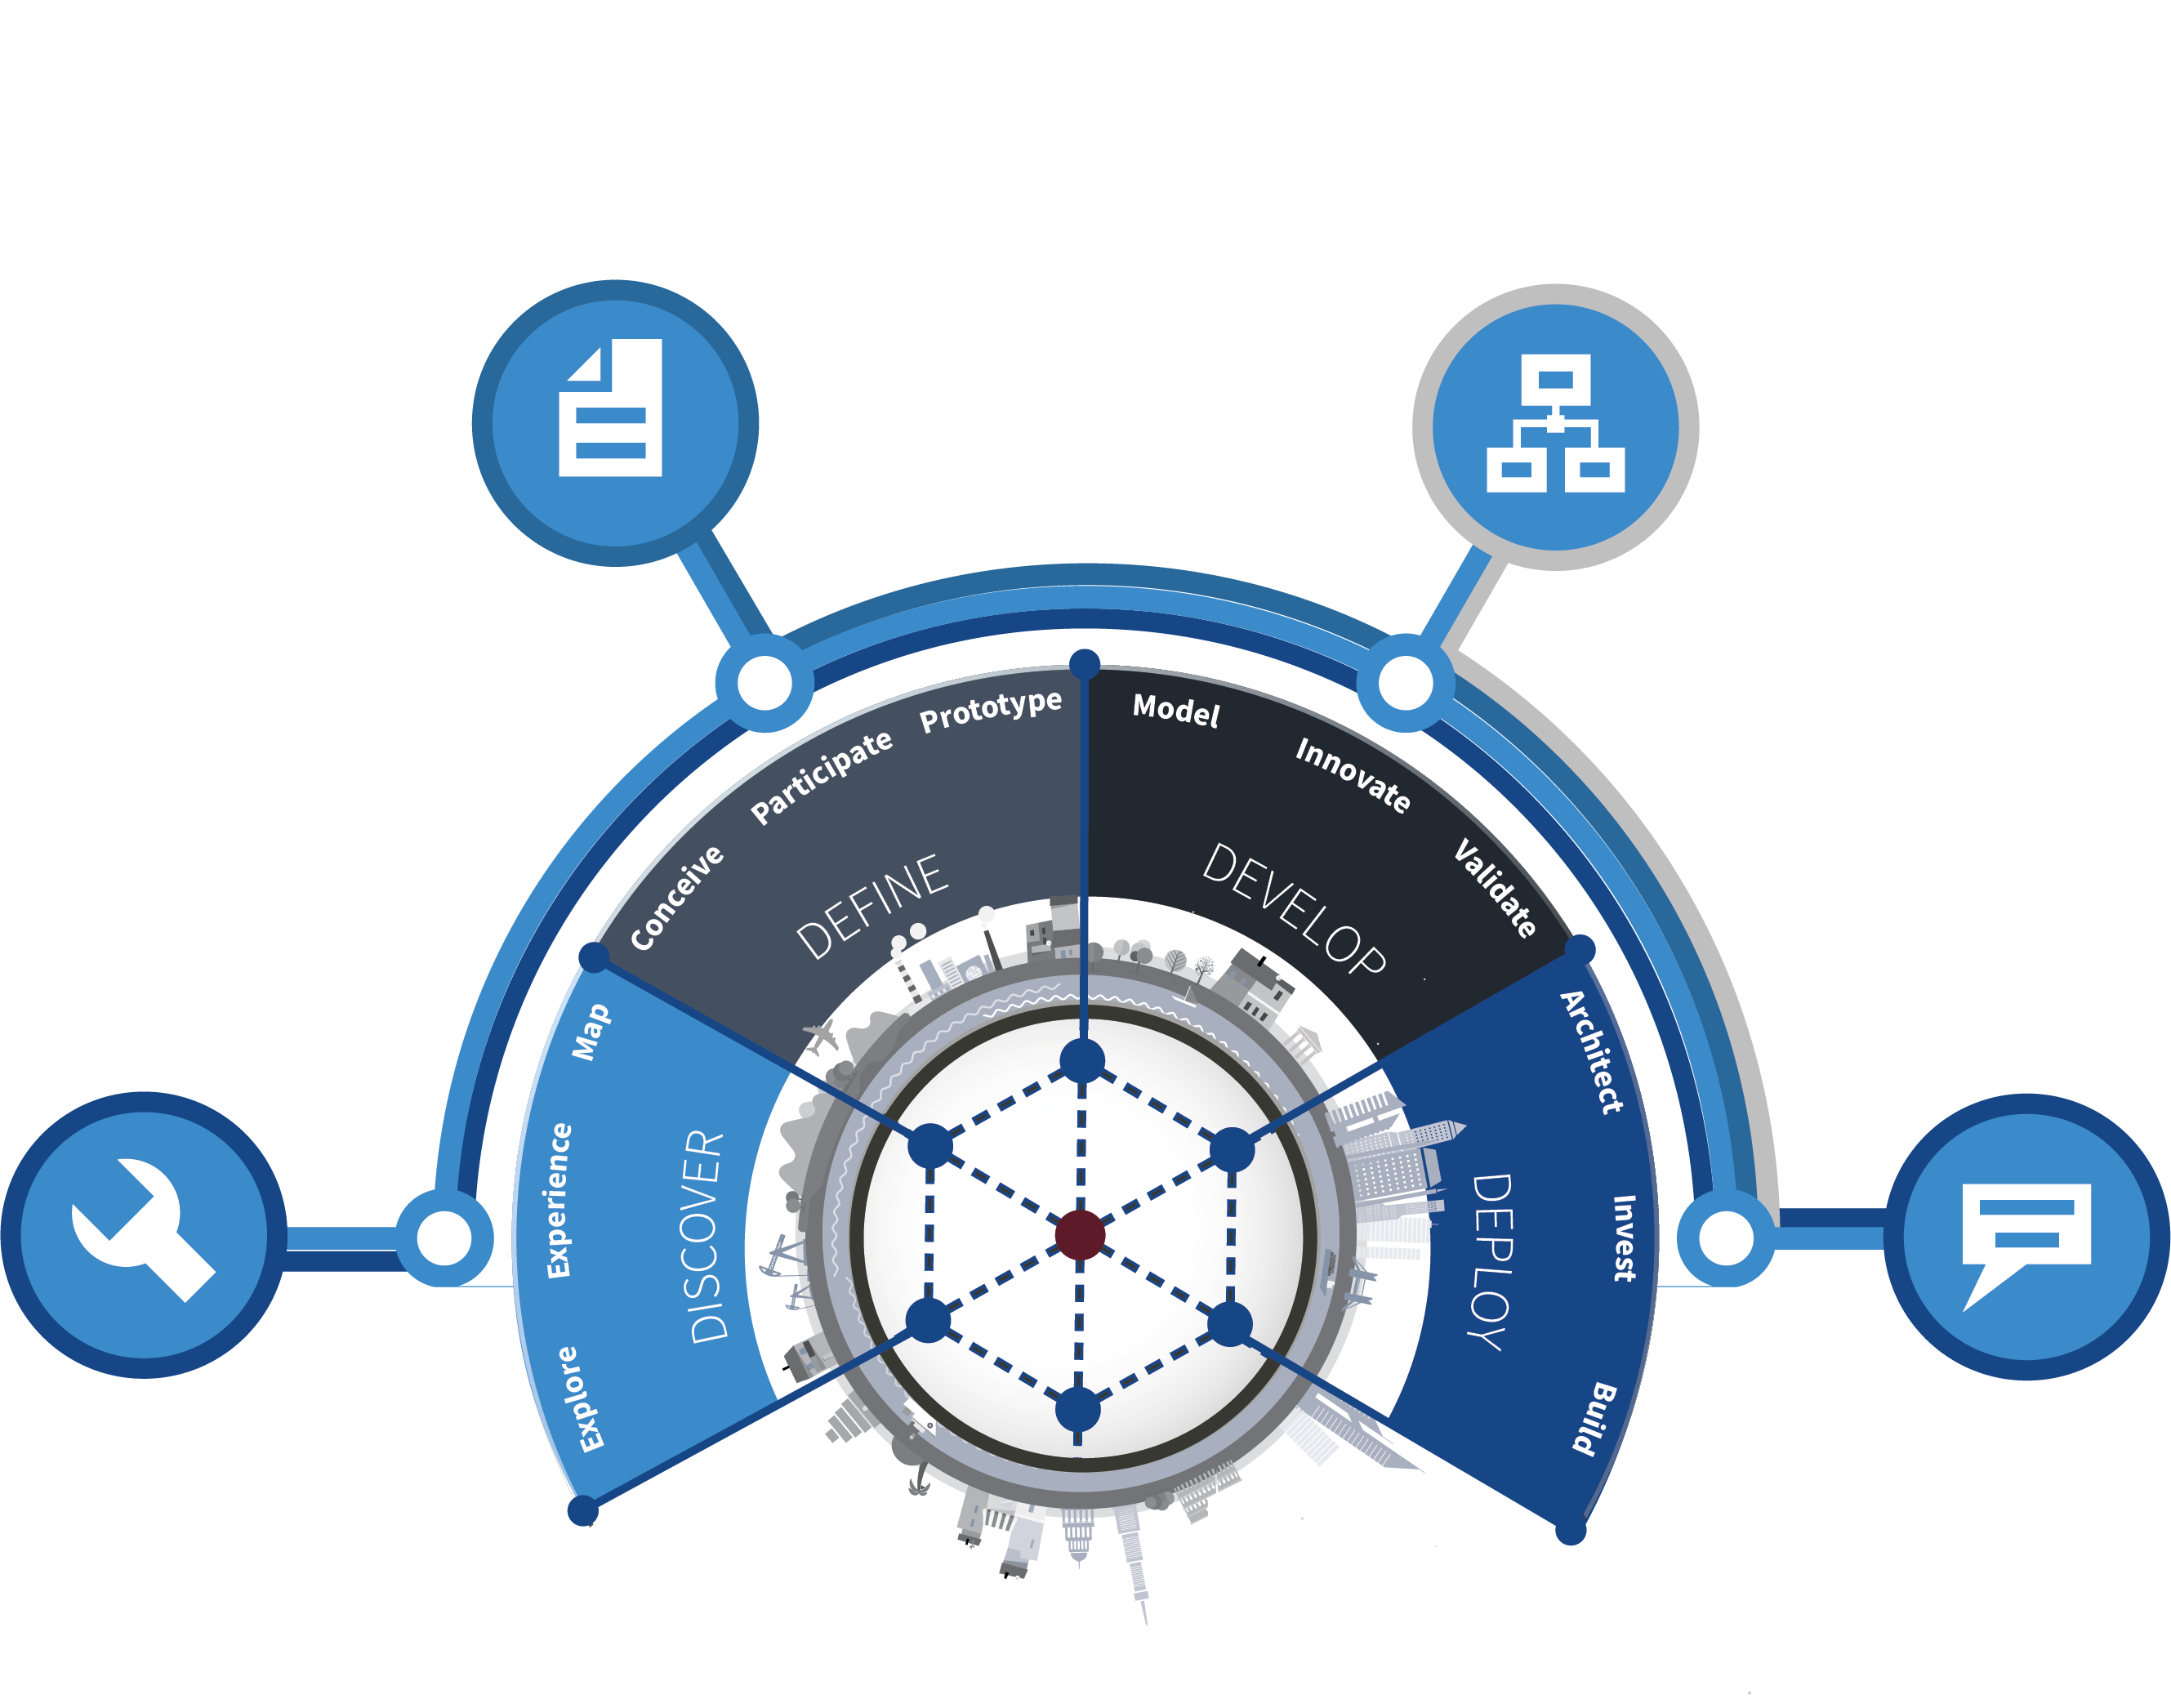 Explore
Experience
Map
DISCOVER
Conceive
Participate
Prototype
DEFINE
Model
Innovate
Validate
DEVELOP
Architect
Invest
Build
DEPLOY